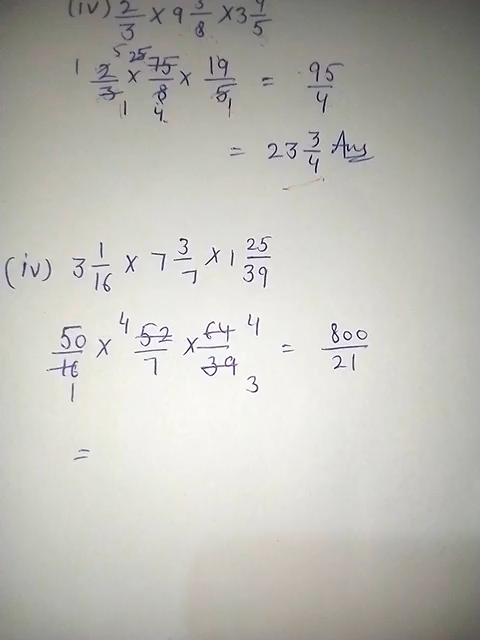 (iv) 2/3 × 9 3/8 × 3 4/5
1 2/3 1 × 5 25 75/8 4 × 19/5 1 = 95/4
= 23 3/4 Ans
(iv) 3 1/16 × 7 3/7 × 1 25/39
50/16 1 × 4 52/7 × 64/39 4 3 = 800/21
=